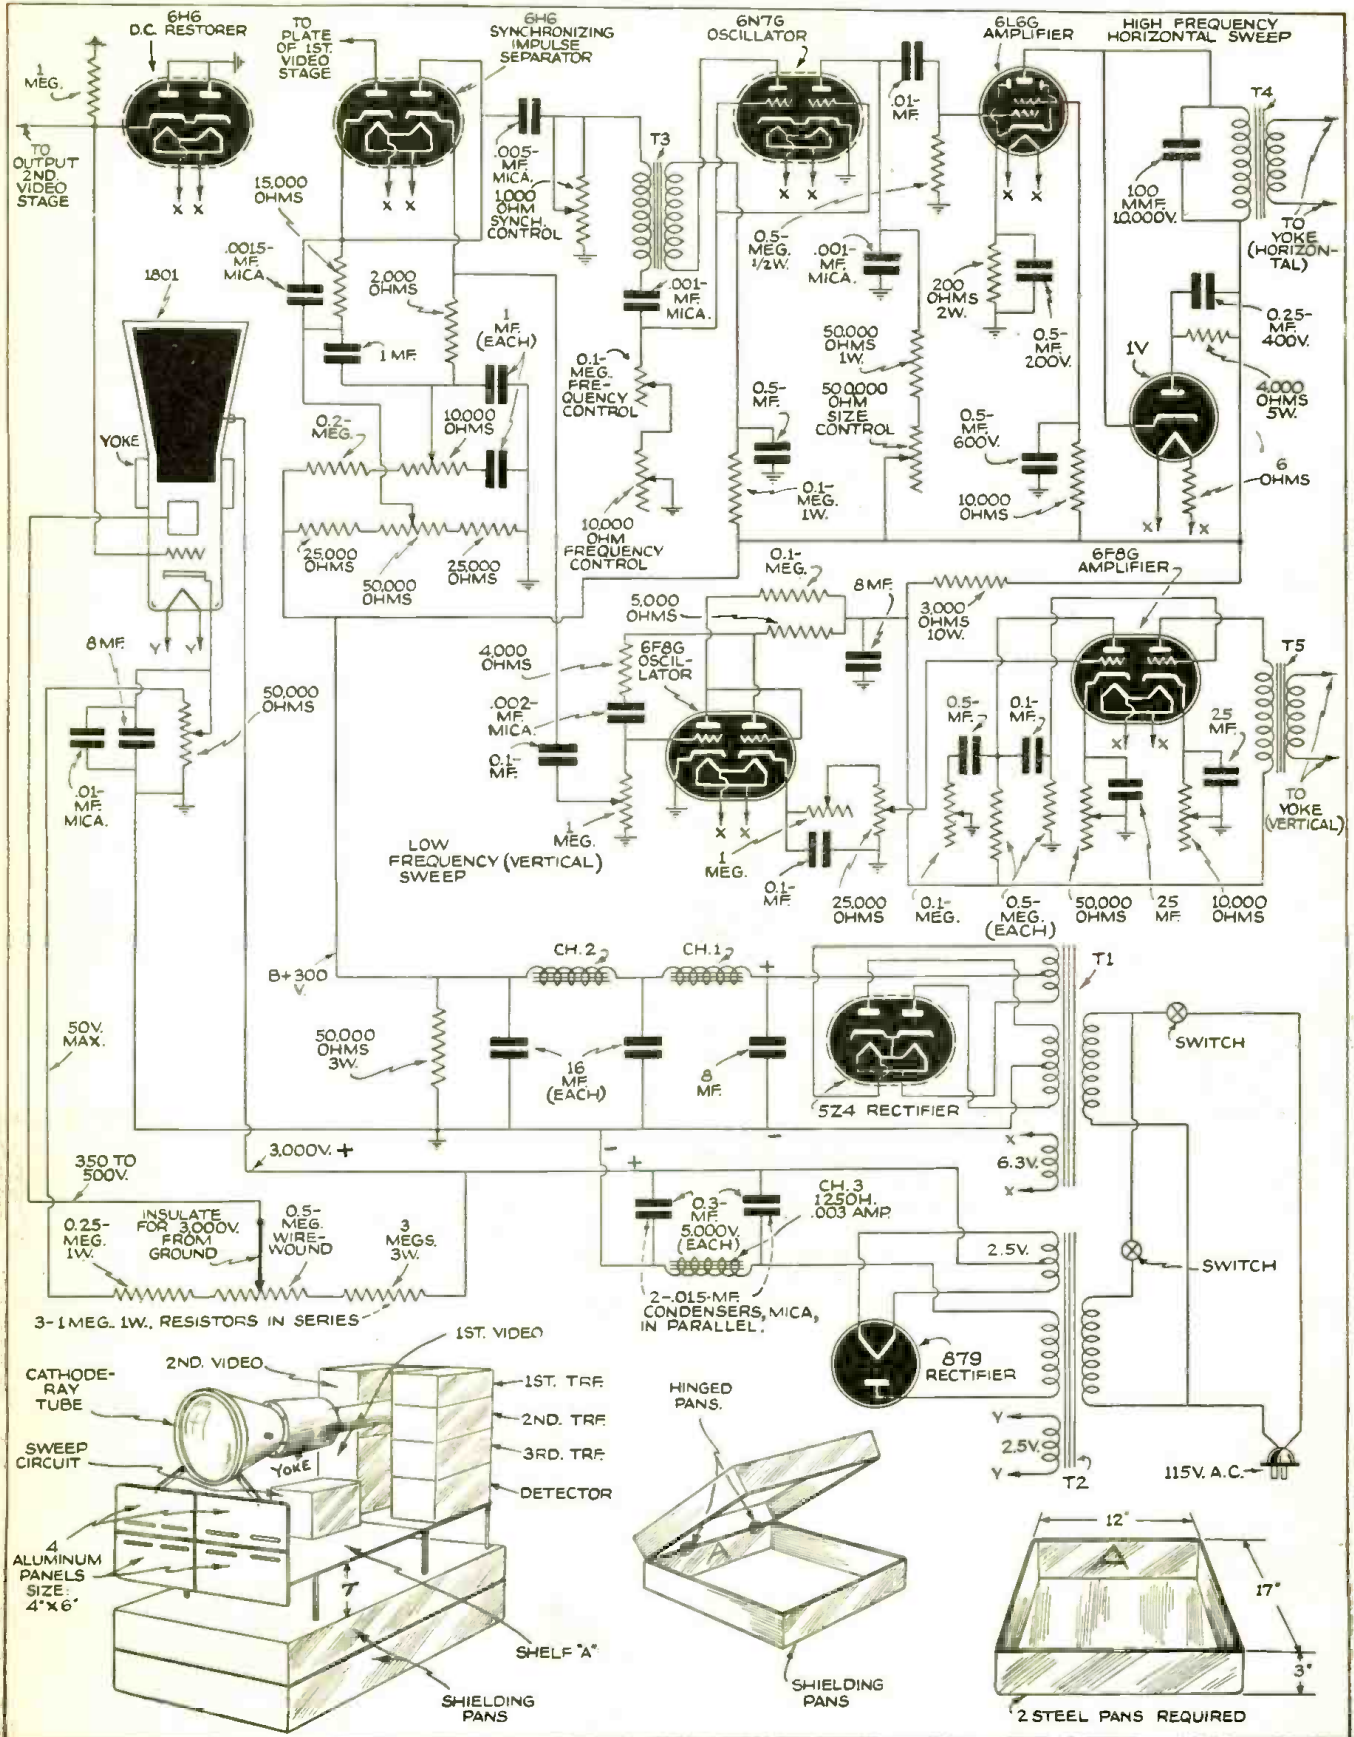 6H6
D.C. RESTORER
1
MEG.
TO
OUTPUT
2ND.
VIDEO
STAGE
X X
TO
PLATE
OF 1ST.
VIDEO
STAGE
6H6
SYNCHRONIZING
IMPULSE
SEPARATOR
X X
.005-
MF.
MICA.
1,000
OHM
SYNCH.
CONTROL
T3
6N7G
OSCILLATOR
X X
.01-
MF.
6L6G
AMPLIFIER
X X
HIGH FREQUENCY
HORIZONTAL SWEEP
T4
100
MMF.
10,000V.
TO
YOKE
(HORIZON-
TAL)
15,000
OHMS
.0015-
MF.
MICA
2,000
OHMS
1
MF.
(EACH)
1 MF.
.001-
MF.
MICA.
0.5-
MEG.
1/2W.
.001-
MF.
MICA.
200
OHMS
2W.
0.5-
MF.
200V.
0.25-
MF.
400V.
1V
4,000
OHMS
5W.
6
OHMS
X X
1801
YOKE
Y Y
0.1-
MEG.
FRE-
QUENCY
CONTROL
50,000
OHMS
1W.
500,000
OHM
SIZE
CONTROL
0.5-
MF.
0.5-
MF.
600V.
0.2-
MEG.
10,000
OHMS
10,000
OHM
FREQUENCY
CONTROL
0.1-
MEG.
1W.
10,000
OHMS
25,000
OHMS
50,000
OHMS
25,000
OHMS
8 MF.
50,000
OHMS
.01-
MF.
MICA.
0.1-
MEG.
5,000
OHMS
8 MF.
3,000
OHMS
10W.
6F8G
AMPLIFIER
T5
4,000
OHMS
6F8G
OSCIL-
LATOR
.002-
MF.
MICA.
0.1-
MF.
X X
1
MEG.
0.5-
MF.
0.1-
MF.
X X
25
MF.
TO
YOKE
(VERTICAL)
LOW
FREQUENCY (VERTICAL)
SWEEP
1
MEG.
0.1-
MF.
25,000
OHMS
0.1-
MEG.
0.5-
MEG.
(EACH)
50,000
OHMS
25
MF.
10,000
OHMS
B+300
V.
CH.2
CH.1
+
T1
50V.
MAX.
50,000
OHMS
3W.
16
MF.
(EACH)
8
MF.
5Z4 RECTIFIER
SWITCH
-
-
3,000V. +
+
X
6.3V.
X
350 TO
500V.
0.25-
MEG.
1W.
INSULATE
FOR 3,000V.
FROM
GROUND
0.5-
MEG.
WIRE-
WOUND
3
MEGS.
3W.
0.3-
MF.
5,000V.
(EACH)
CH.3
1250H.
.003 AMP.
2.5V.
SWITCH
3-1 MEG. 1W., RESISTORS IN SERIES
2-.015-MF.
CONDENSERS, MICA,
IN PARALLEL.
879
RECTIFIER
Y
2.5V.
Y
T2
115V. A.C.
CATHODE-
RAY
TUBE
2ND. VIDEO
1ST. VIDEO
1ST. TRF.
2ND. TRF.
3RD. TRF.
DETECTOR
SWEEP
CIRCUIT
YOKE
4
ALUMINUM
PANELS
SIZE:
4"X6"
7"
SHELF "A"
SHIELDING
PANS
HINGED
PANS.
A
SHIELDING
PANS
12"
A
17"
3"
2 STEEL PANS REQUIRED